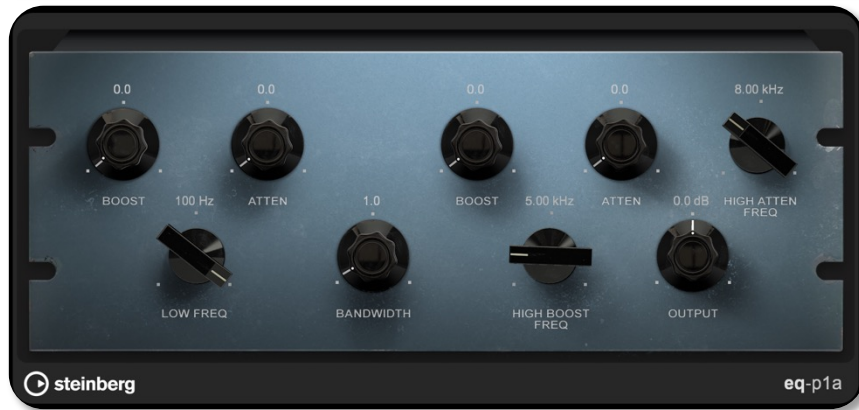 0.0 0.0 0.0 0.0 8.00 kHz
BOOST ATTEN BOOST ATTEN HIGH ATTEN
FREQ
100 Hz 1.0 5.00 kHz 0.0 dB
LOW FREQ BANDWIDTH HIGH BOOST
FREQ OUTPUT
steinberg eq-p1a